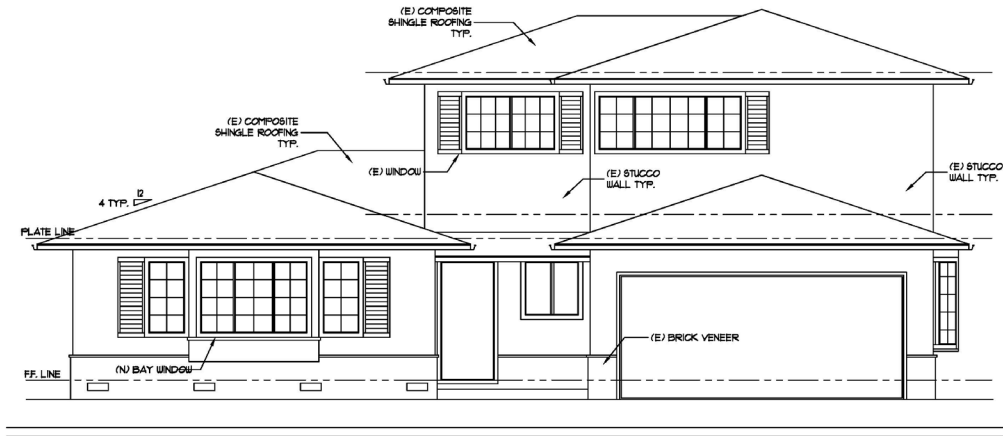 (E) COMPOSITE
SHINGLE ROOFING
TYP.
(E) COMPOSITE
SHINGLE ROOFING
TYP.
(E) WINDOW
(E) STUCCO
WALL TYP.
(E) STUCCO
WALL TYP.
12
4 TYP.
PLATE LINE
(E) BRICK VENEER
F.F. LINE
(N) BAY WINDOW